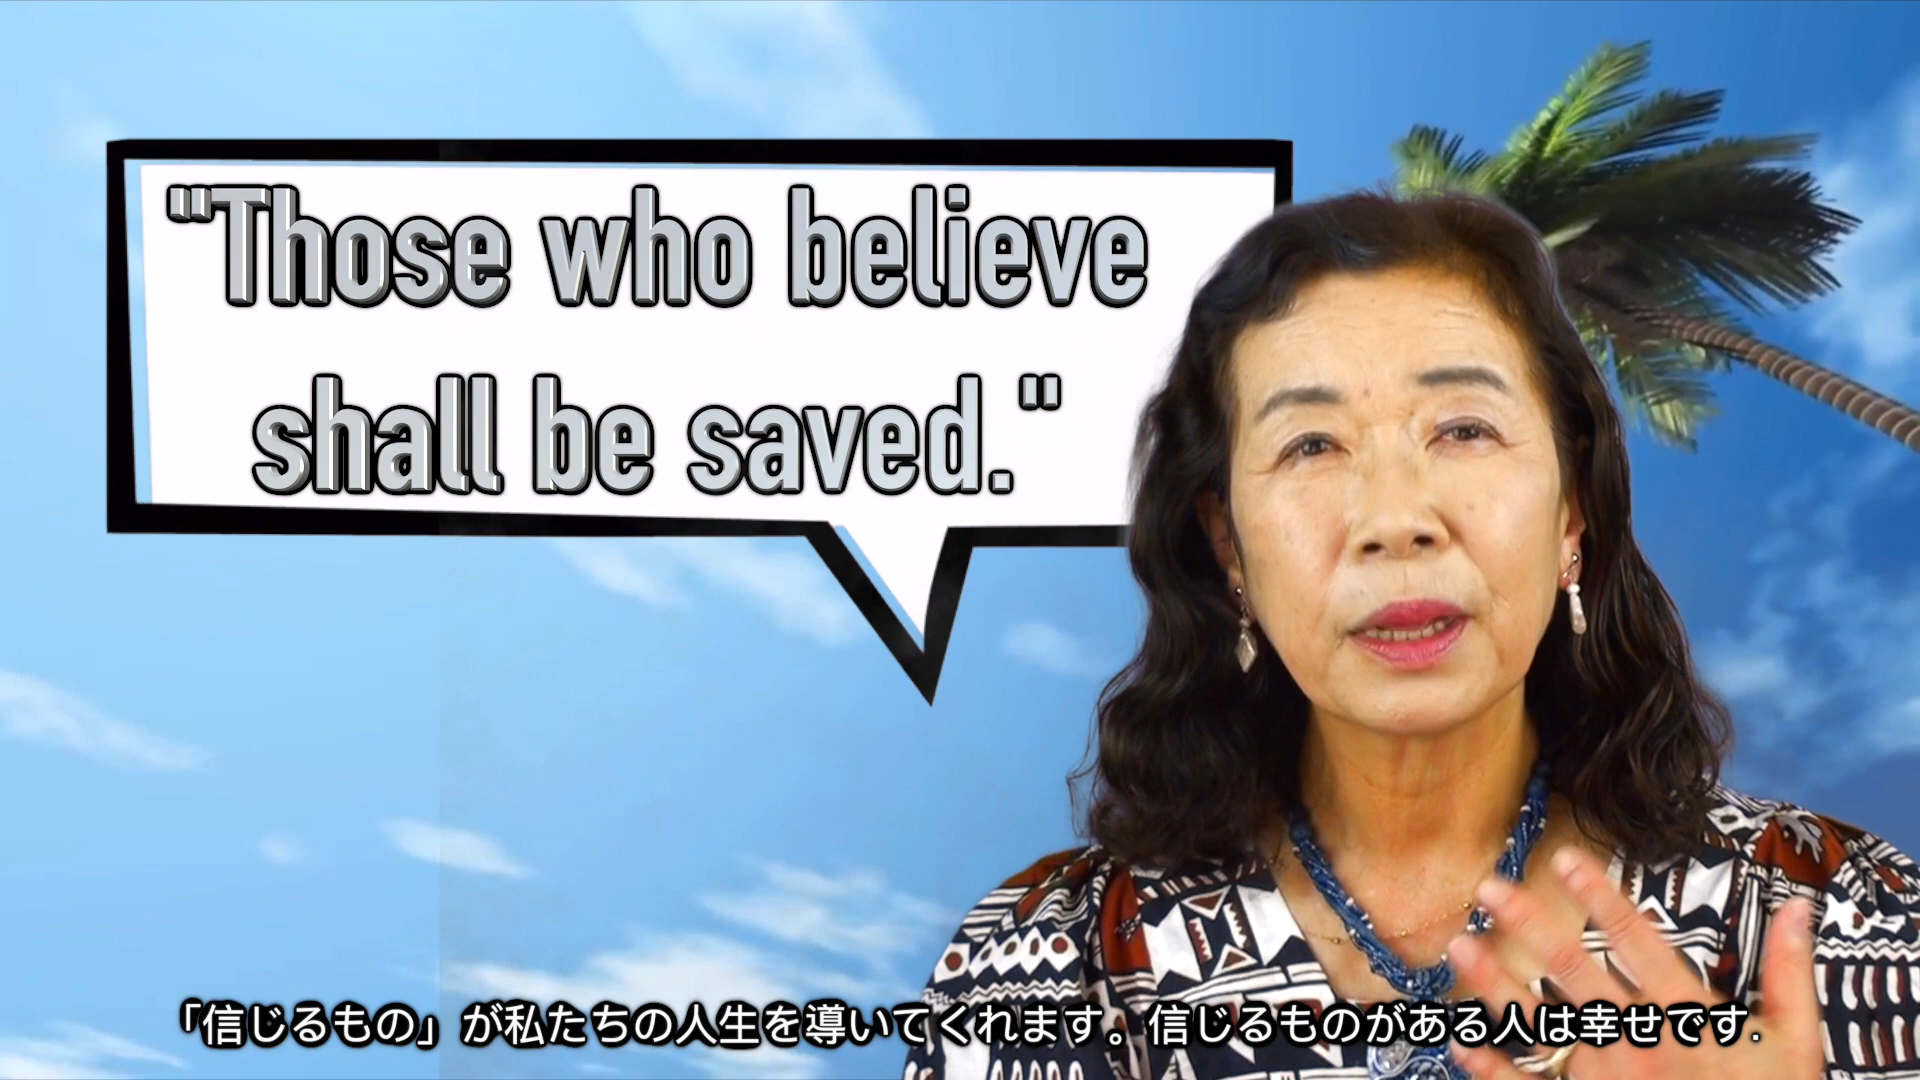 "Those who believe
shall be saved."
「信じるもの」が私たちの人生を導いてくれます。信じるものがある人は幸せです.